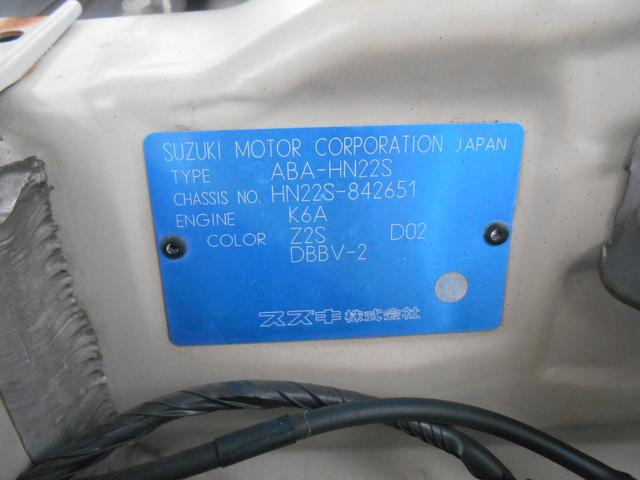 SUZUKI MOTOR CORPORATION JAPAN
TYPE ABA-HN22S
CHASSIS NO. HN22S-842651
ENGINE K6A
COLOR Z2S D02
DBBV-2
スズキ株式会社